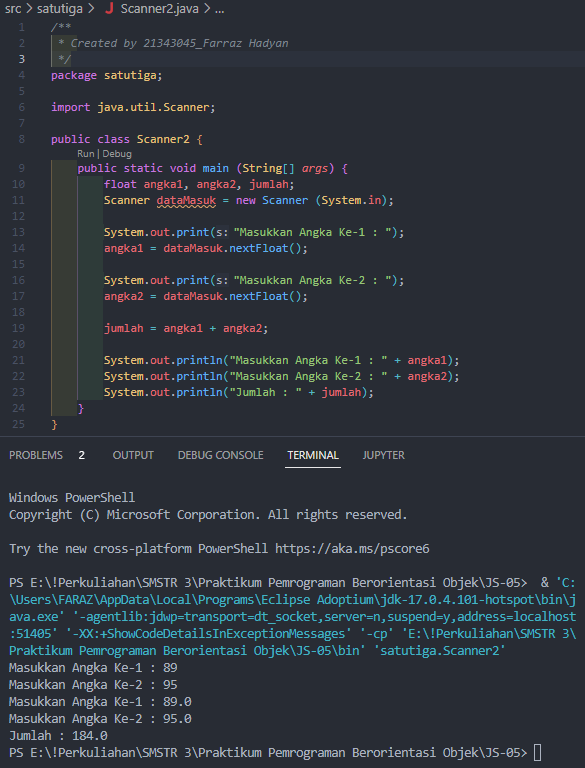 src > satutiga > J Scanner2.java > ...
1 /**
2  * Created by 21343045_Farraz Hadyan
3  */
4 package satutiga;
5
6 import java.util.Scanner;
7
8 public class Scanner2 {
Run | Debug
9     public static void main (String[] args) {
10         float angka1, angka2, jumlah;
11         Scanner dataMasuk = new Scanner (System.in);
12
13         System.out.print(s: "Masukkan Angka Ke-1 : ");
14         angka1 = dataMasuk.nextFloat();
15
16         System.out.print(s: "Masukkan Angka Ke-2 : ");
17         angka2 = dataMasuk.nextFloat();
18
19         jumlah = angka1 + angka2;
20
21         System.out.println("Masukkan Angka Ke-1 : " + angka1);
22         System.out.println("Masukkan Angka Ke-2 : " + angka2);
23         System.out.println("Jumlah : " + jumlah);
24     }
25 }
PROBLEMS 2 OUTPUT DEBUG CONSOLE TERMINAL JUPYTER
Windows PowerShell
Copyright (C) Microsoft Corporation. All rights reserved.
Try the new cross-platform PowerShell https://aka.ms/pscore6
PS E:\!Perkuliahan\SMSTR 3\Praktikum Pemrograman Berorientasi Objek\JS-05>  & 'C:
\Users\FARAZ\AppData\Local\Programs\Eclipse Adoptium\jdk-17.0.4.101-hotspot\bin\j
ava.exe' '-agentlib:jdwp=transport=dt_socket,server=n,suspend=y,address=localhost
:51405' '-XX:+ShowCodeDetailsInExceptionMessages' '-cp' 'E:\!Perkuliahan\SMSTR 3\
Praktikum Pemrograman Berorientasi Objek\JS-05\bin' 'satutiga.Scanner2'
Masukkan Angka Ke-1 : 89
Masukkan Angka Ke-2 : 95
Masukkan Angka Ke-1 : 89.0
Masukkan Angka Ke-2 : 95.0
Jumlah : 184.0
PS E:\!Perkuliahan\SMSTR 3\Praktikum Pemrograman Berorientasi Objek\JS-05>